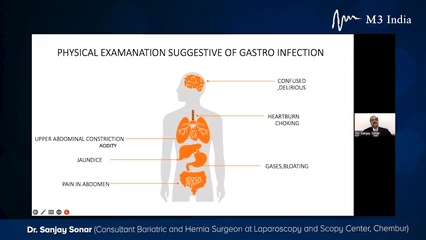 M3 India
PHYSICAL EXAMANATION SUGGESTIVE OF GASTRO INFECTION
CONFUSED
,DELIRIOUS
HEARTBURN
CHOKING
UPPER ABDOMINAL CONSTRICTION
ACIDITY
JAUNDICE
GASES,BLOATING
PAIN IN ABDOMEN
Dr. Sanjay Sonar (Consultant Bariatric and Hernia Surgeon at Laparoscopy and Scopy Center, Chembur)